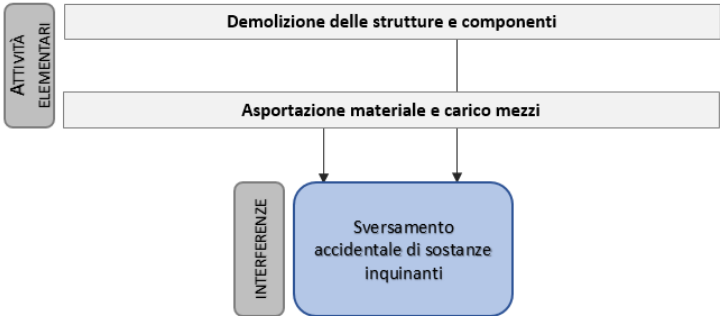 ATTIVITÀ
ELEMENTARI
Demolizione delle strutture e componenti
Asportazione materiale e carico mezzi
INTERFERENZE
Sversamento
accidentale di sostanze
inquinanti